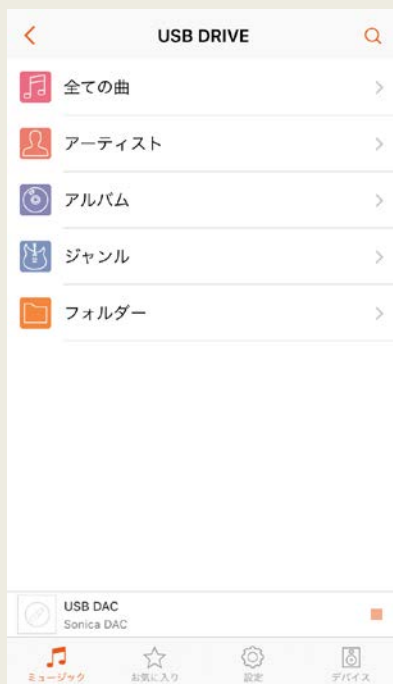 USB DRIVE
全ての曲
アーティスト
アルバム
ジャンル
フォルダー
USB DAC
Sonica DAC
ミュージック
お気に入り
設定
デバイス